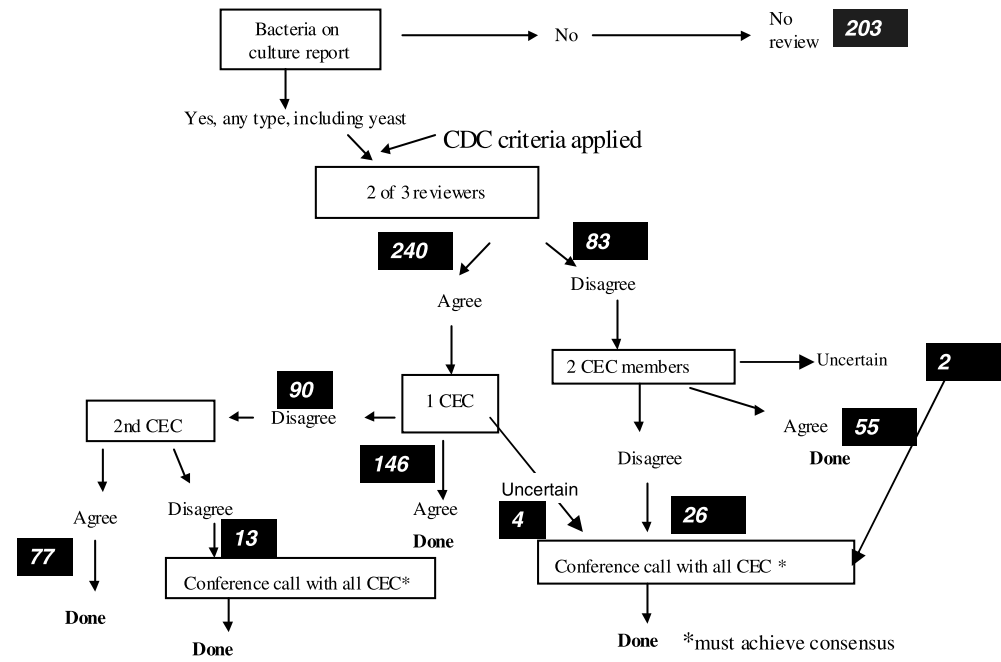 Bacteria on
culture report
No
No
review
203
Yes, any type, including yeast
CDC criteria applied
2 of 3 reviewers
240
83
Agree
Disagree
2 CEC members
Uncertain
2
90
Disagree
1 CEC
2nd CEC
Agree
55
Done
146
Disagree
Uncertain
Agree
Disagree
Agree
4
26
13
Done
77
Conference call with all CEC*
Conference call with all CEC *
Done
Done
Done
*must achieve consensus